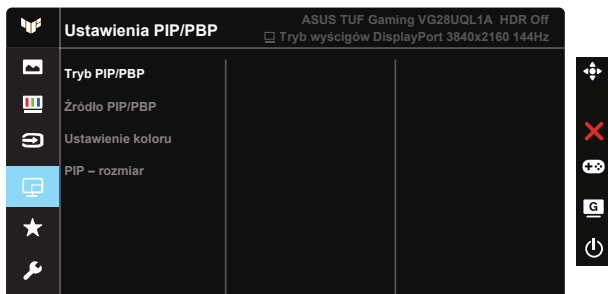 Ustawienia PIP/PBP
ASUS TUF Gaming VG28UQL1A HDR Off
Tryb wyścigów DisplayPort 3840x2160 144Hz
Tryb PIP/PBP
Źródło PIP/PBP
Ustawienie koloru
PIP – rozmiar
G